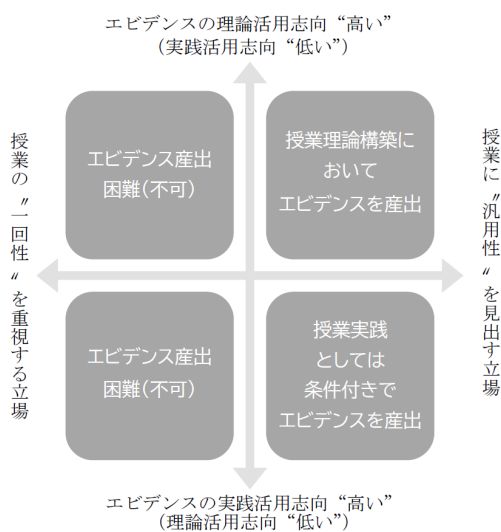 エビデンスの理論活用志向“高い”
（実践活用志向“低い”）
授業の〝一回性〟を重視する立場
エビデンス産出
困難（不可）
授業理論構築に
おいて
エビデンスを産出
授業に〝汎用性〟を見出す立場
エビデンス産出
困難（不可）
授業実践
としては
条件付きで
エビデンスを産出
エビデンスの実践活用志向“高い”
（理論活用志向“低い”）